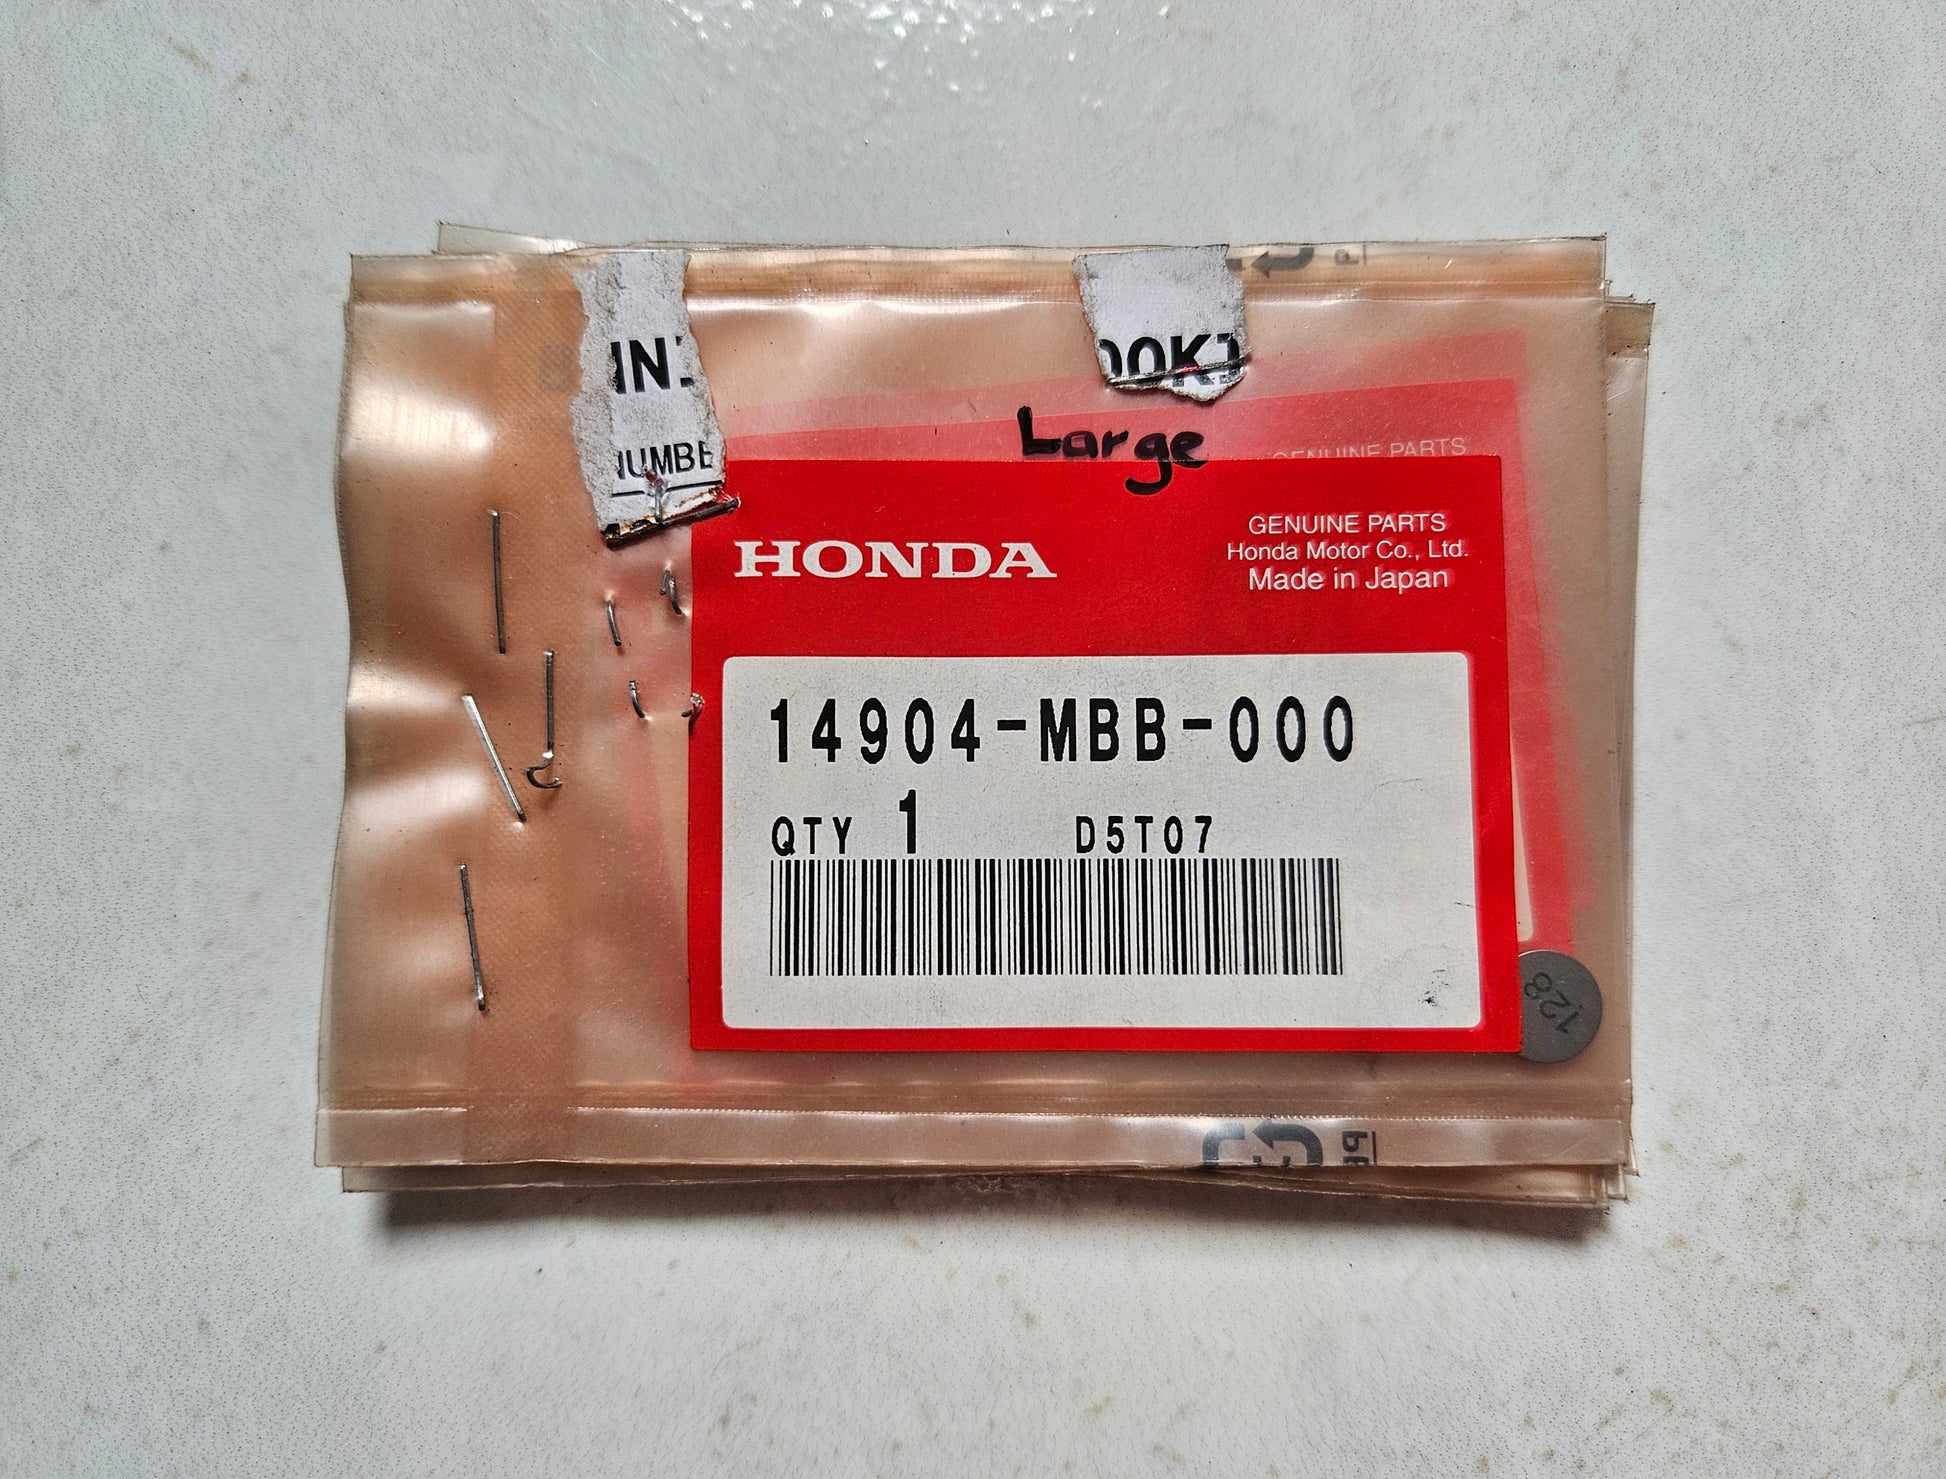 NUMBE
Large
GENUINE PARTS
HONDA
GENUINE PARTS
Honda Motor Co., Ltd.
Made in Japan
14904-MBB-000
QTY 1 D5T07
128